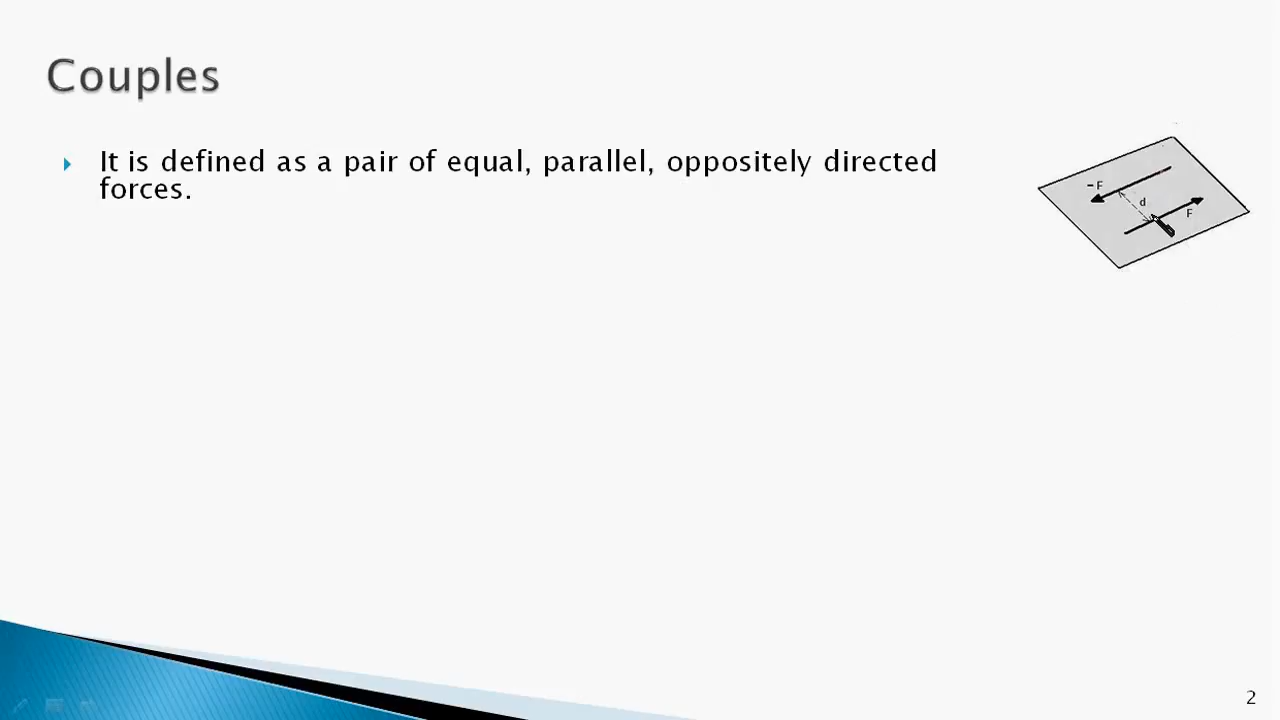 Couples
It is defined as a pair of equal, parallel, oppositely directed
forces.
-F
d
F
2